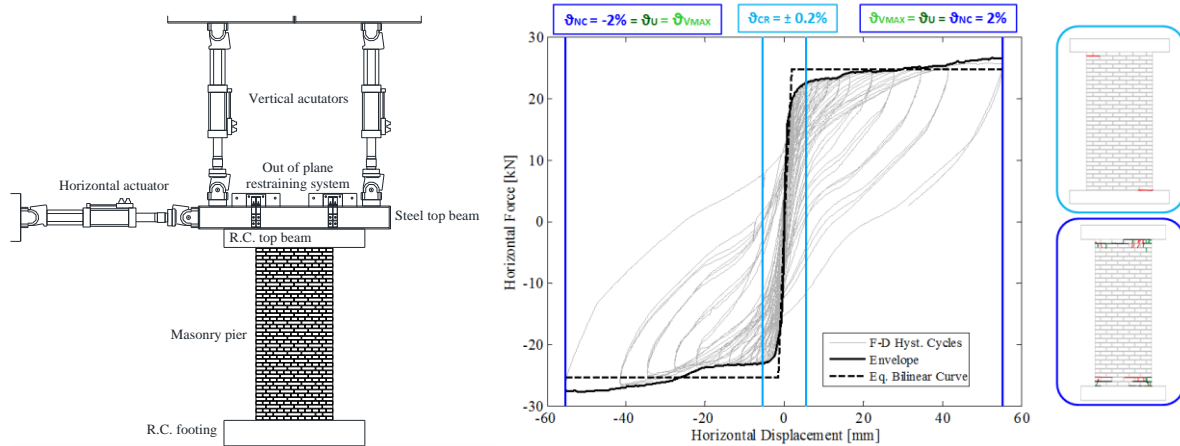 Vertical acutators
Out of plane
restraining system
Horizontal actuator
Steel top beam
R.C. top beam
Masonry pier
R.C. footing
ϑNC = -2% = ϑU = ϑVMAX
ϑCR = ± 0.2%
ϑVMAX = ϑU = ϑNC = 2%
Horizontal Force [kN]
30
20
10
0
-10
-20
-30
-60
-40
-20
0
20
40
60
Horizontal Displacement [mm]
F-D Hyst. Cycles
Envelope
Eq. Bilinear Curve